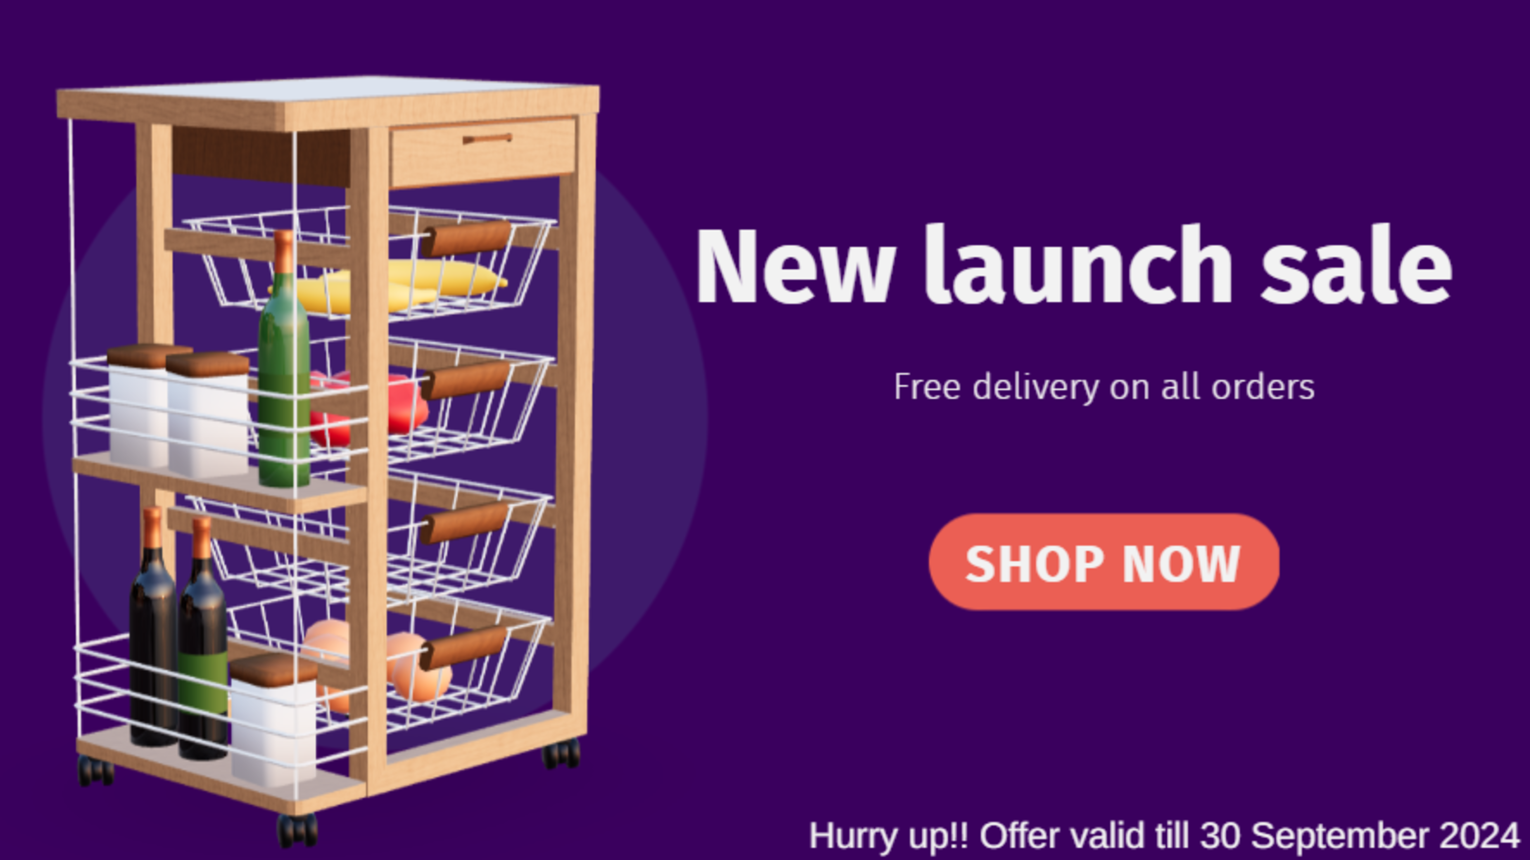 New launch sale
Free delivery on all orders
SHOP NOW
Hurry up!! Offer valid till 30 September 2024